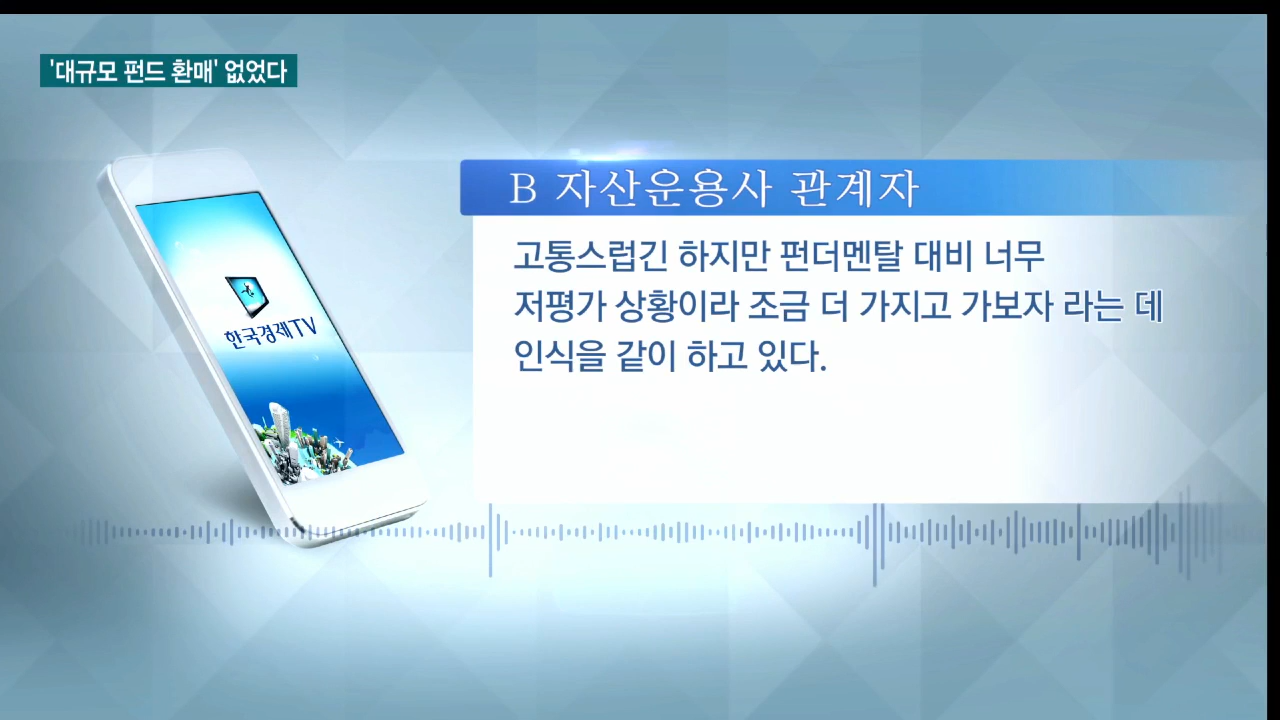 '대규모 펀드 환매' 없었다
B 자산운용사 관계자
고통스럽긴 하지만 펀더멘탈 대비 너무
저평가 상황이라 조금 더 가지고 가보자 라는 데
인식을 같이 하고 있다.
한국경제TV